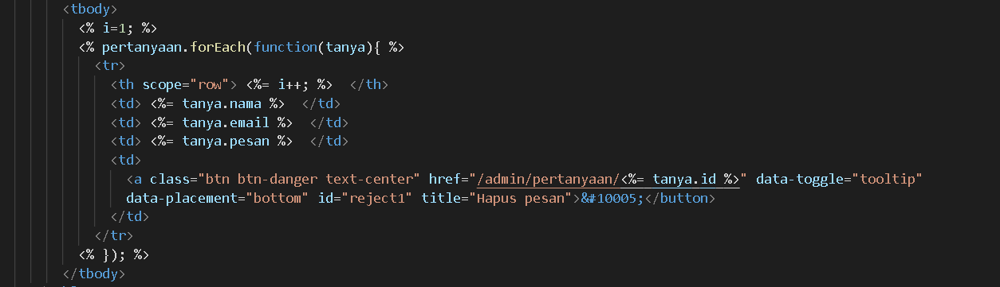 <tbody>
<% i=1; %>
<% pertanyaan.forEach(function(tanya){ %>
<tr>
<th scope="row"> <%= i++; %>  </th>
<td> <%= tanya.nama %>  </td>
<td> <%= tanya.email %>  </td>
<td> <%= tanya.pesan %>  </td>
<td>
<a class="btn btn-danger text-center" href="/admin/pertanyaan/<%= tanya.id %>" data-toggle="tooltip"
data-placement="bottom" id="reject1" title="Hapus pesan">&#10005;</button>
</td>
</tr>
<% }); %>
</tbody>